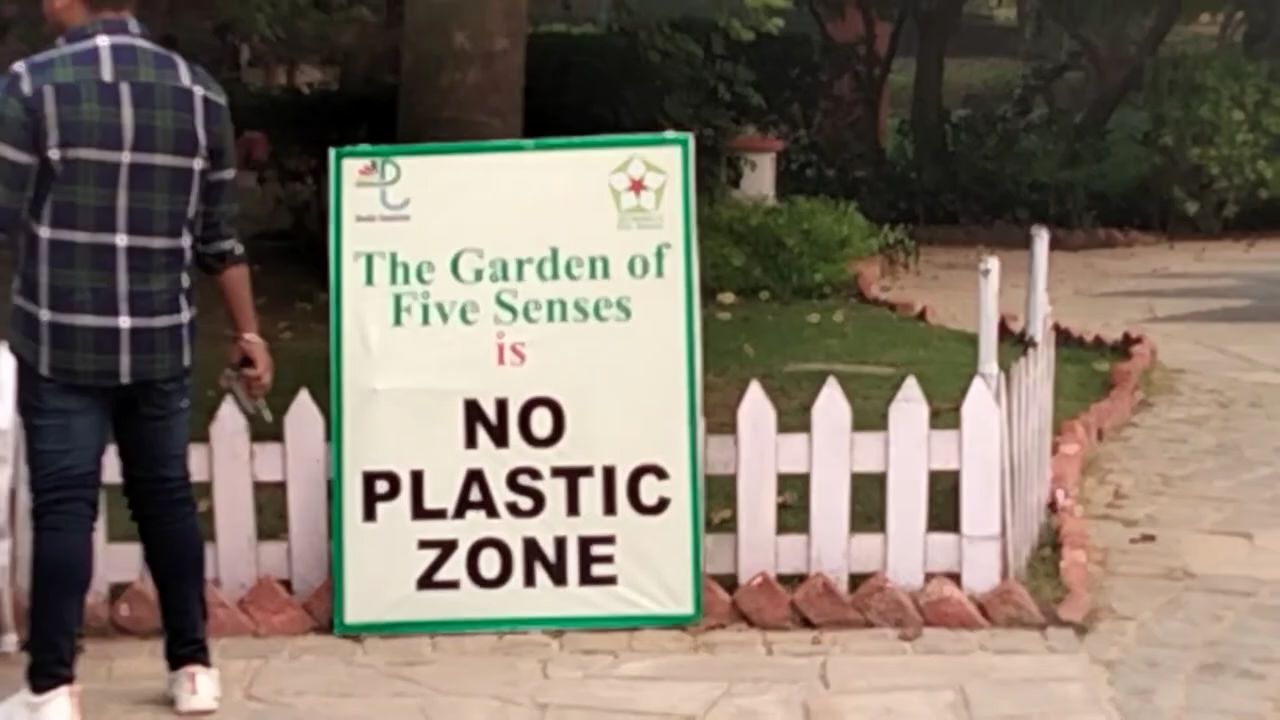 The Garden of
Five Senses
is
NO
PLASTIC
ZONE